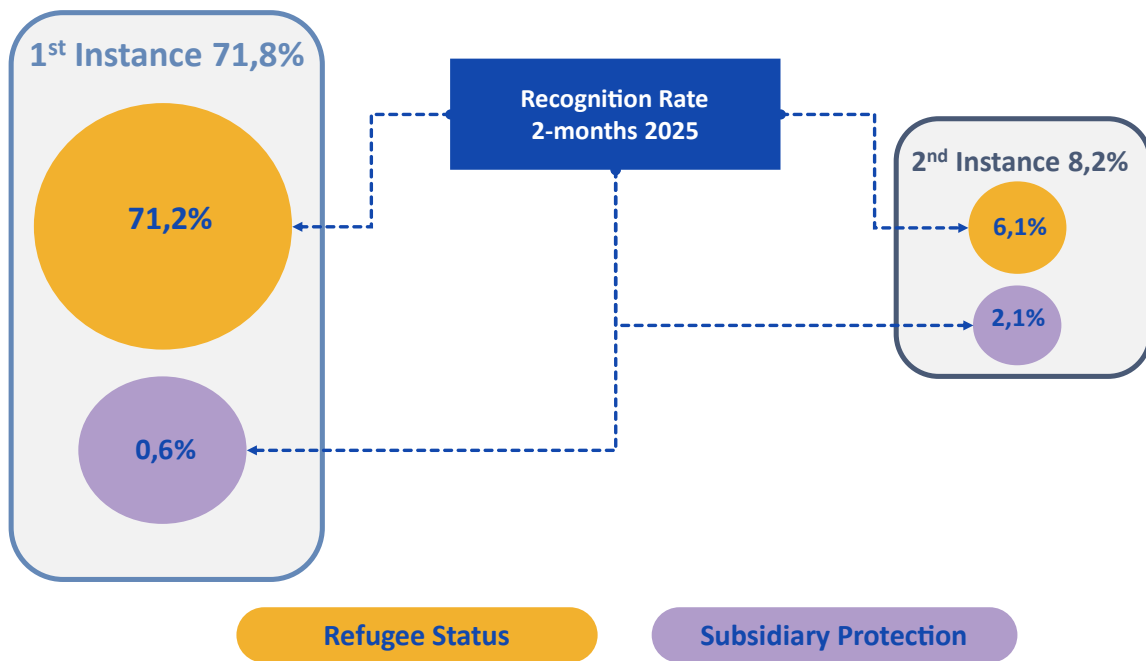 1st Instance 71,8%
71,2%
0,6%
Recognition Rate
2-months 2025
2nd Instance 8,2%
6,1%
2,1%
Refugee Status
Subsidiary Protection